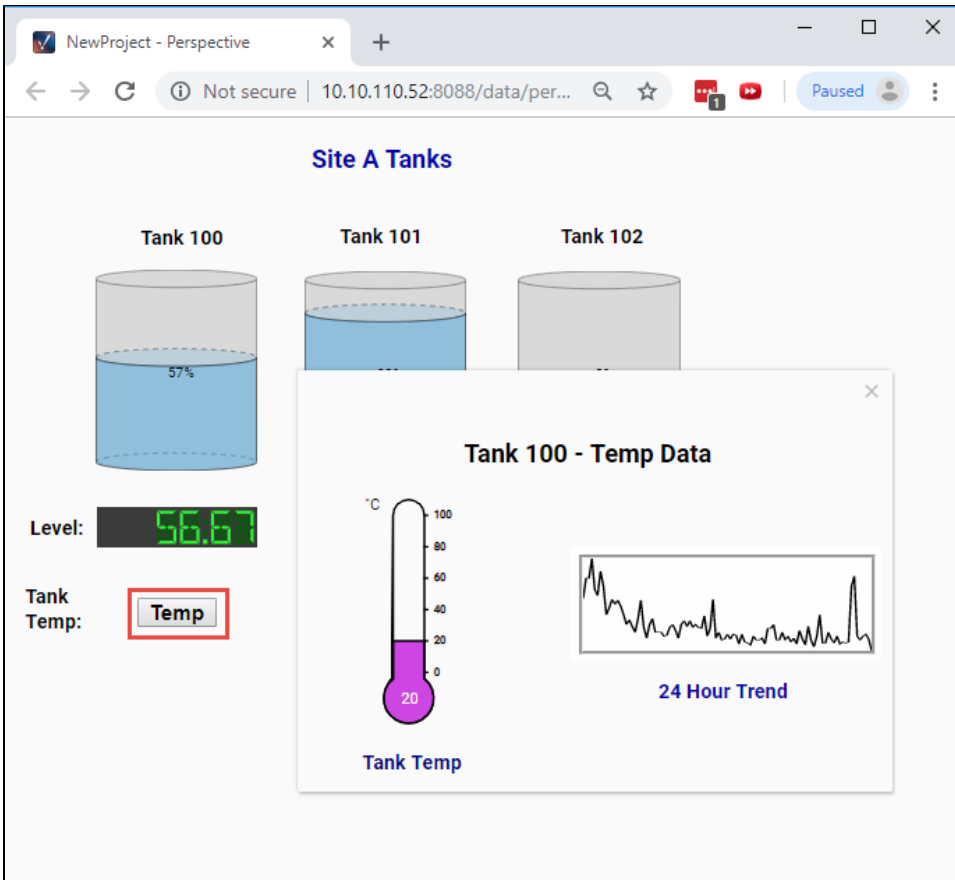 NewProject - Perspective
Not secure | 10.10.110.52:8088/data/per...
1
Paused
Site A Tanks
Tank 100
Tank 101
Tank 102
57%
Tank 100 - Temp Data
°C
100
80
60
40
20
0
20
Tank Temp
24 Hour Trend
Level:
56.67
Tank
Temp:
Temp